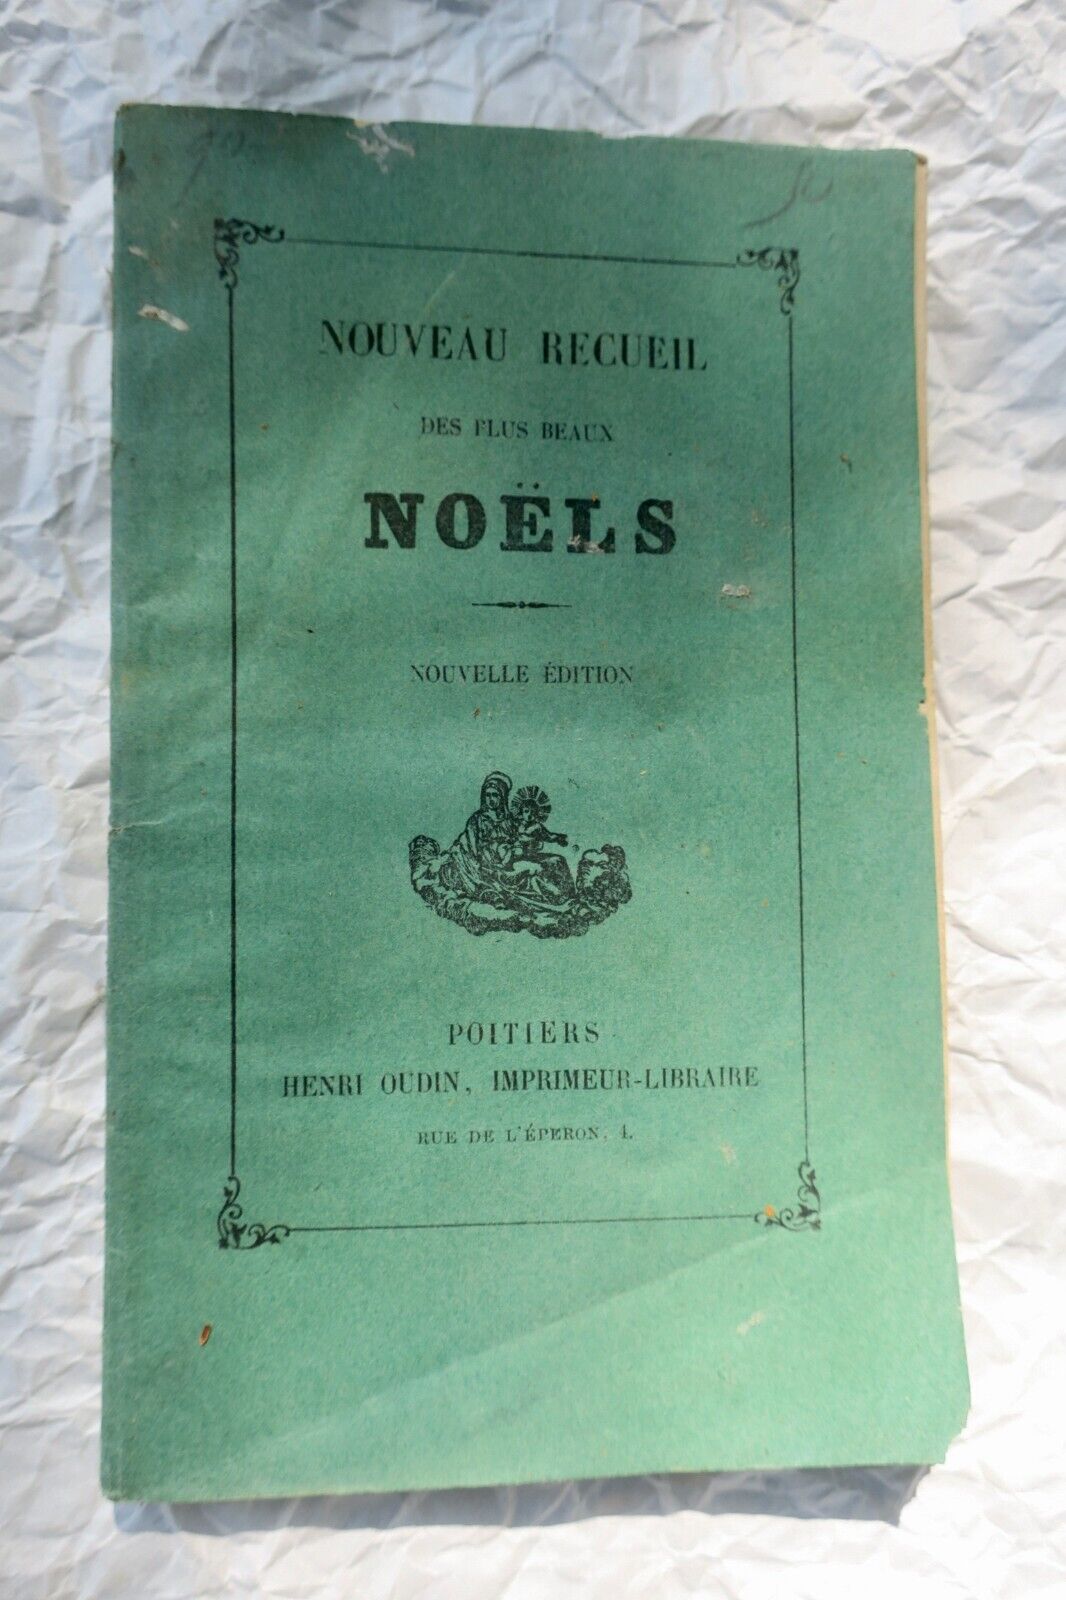 NOUVEAU RECUEIL
DES PLUS BEAUX
NOËLS
NOUVELLE ÉDITION
POITIERS
HENRI OUDIN, IMPRIMEUR-LIBRAIRE
RUE DE L'ÉPERON, 4.